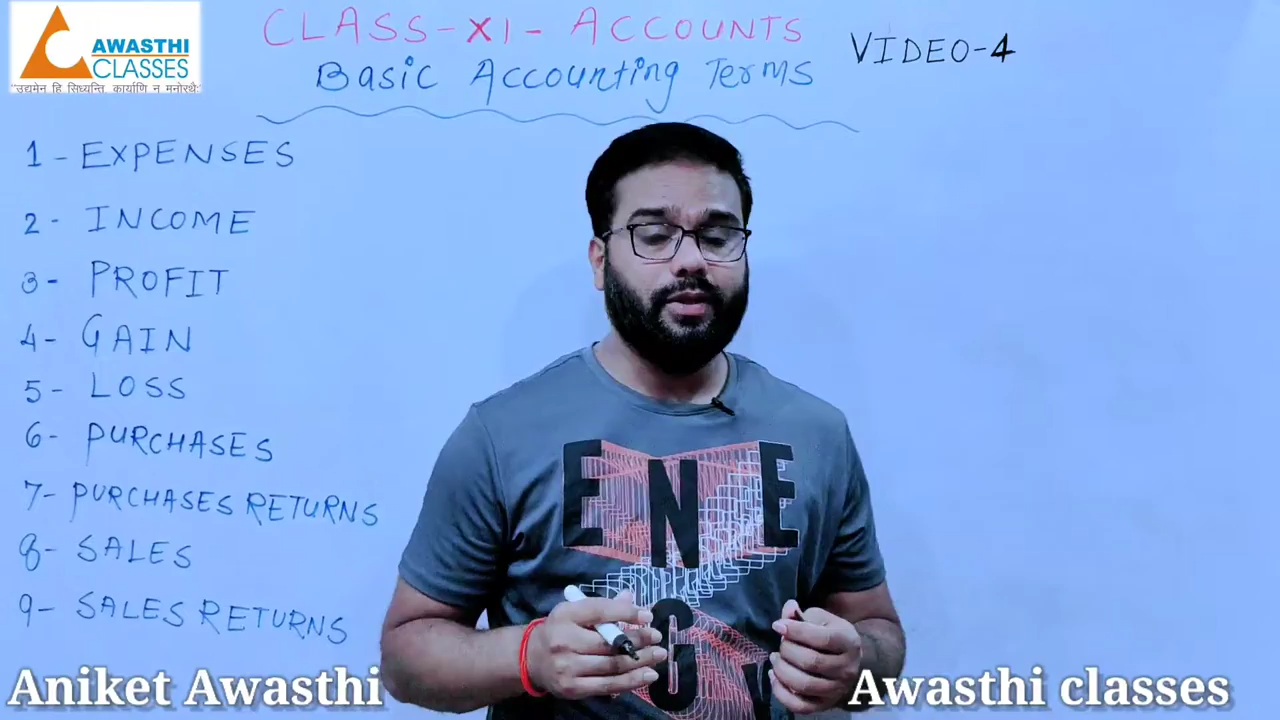 AWASTHI
CLASSES
"उद्यमेन हि सिध्यन्ति, कार्याणि न मनोरथैः"
CLASS-XI-ACCOUNTS
Basic Accounting Terms
VIDEO-4
1 - EXPENSES
2- INCOME
3- PROFIT
4- GAIN
5- LOSS
6- PURCHASES
7- PURCHASES RETURNS
8- SALES
9- SALES RETURNS
E N E
G
Aniket Awasthi
Awasthi classes